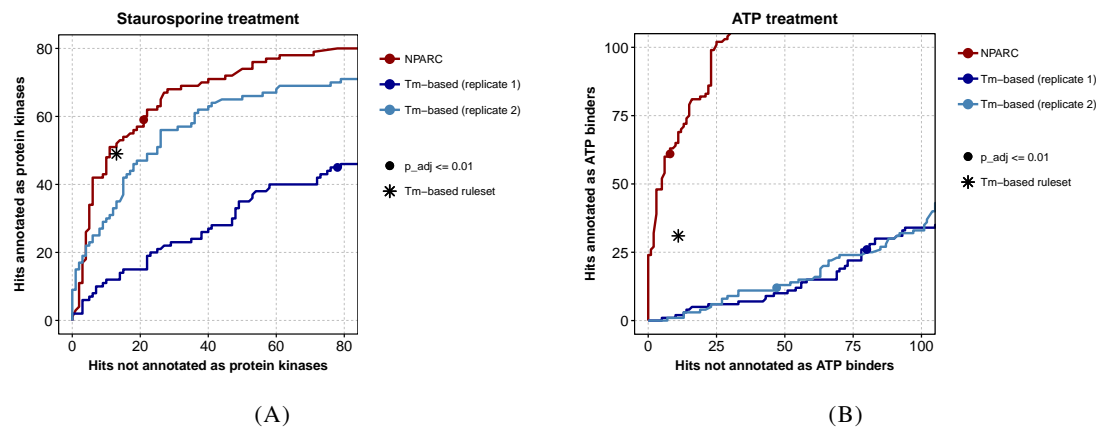 Staurosporine treatment
Hits annotated as protein kinases
80
60
40
20
0
0 20 40 60 80
Hits not annotated as protein kinases
NPARC
Tm−based (replicate 1)
Tm−based (replicate 2)
p_adj <= 0.01
Tm−based ruleset
(A)
ATP treatment
Hits annotated as ATP binders
100
75
50
25
0
0 25 50 75 100
Hits not annotated as ATP binders
NPARC
Tm−based (replicate 1)
Tm−based (replicate 2)
p_adj <= 0.01
Tm−based ruleset
(B)